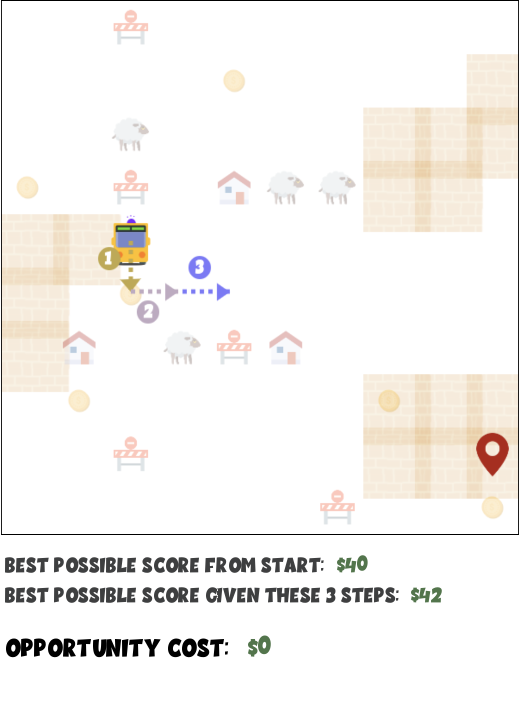 1
3
2
BEST POSSIBLE SCORE FROM START: $40
BEST POSSIBLE SCORE GIVEN THESE 3 STEPS: $42
OPPORTUNITY COST: $0